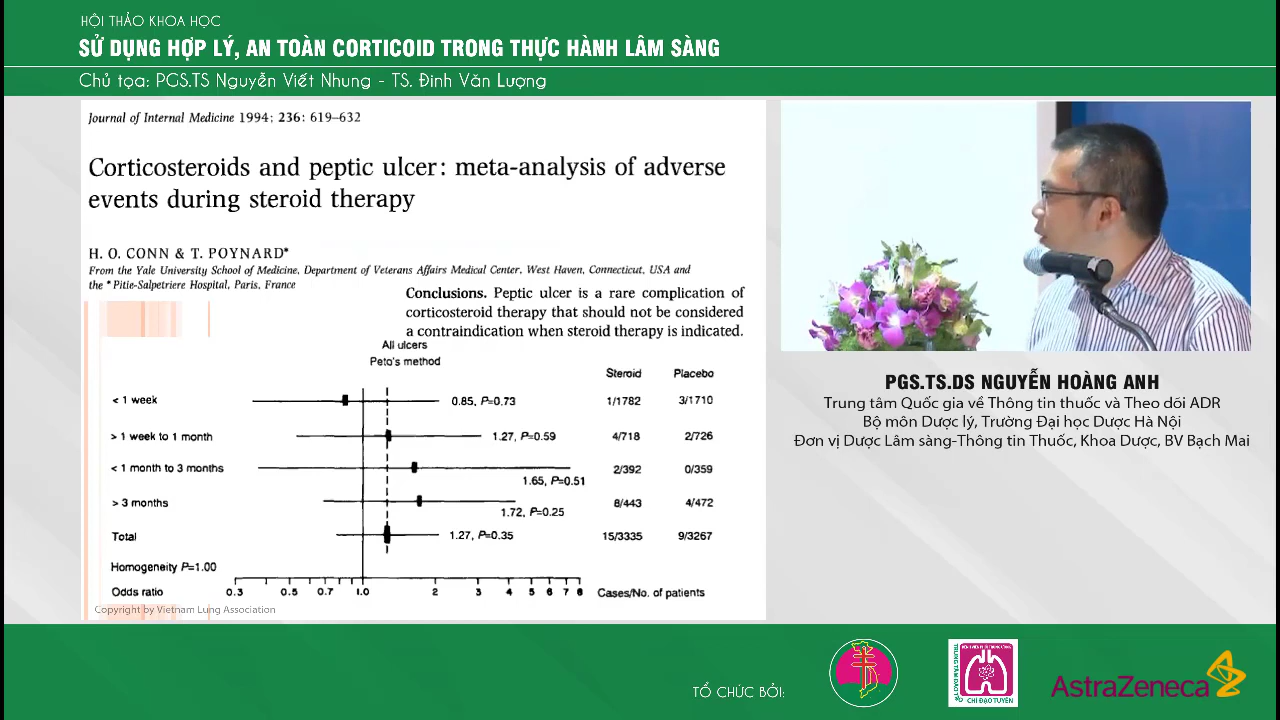 HỘI THẢO KHOA HỌC
SỬ DỤNG HỢP LÝ, AN TOÀN CORTICOID TRONG THỰC HÀNH LÂM SÀNG
Chủ tọa: PGS.TS Nguyễn Viết Nhung - TS. Đinh Văn Lượng
Journal of Internal Medicine 1994; 236: 619–632
Corticosteroids and peptic ulcer: meta-analysis of adverse
events during steroid therapy
H. O. CONN & T. POYNARD*
From the Yale University School of Medicine, Department of Veterans Affairs Medical Center, West Haven, Connecticut, USA and
the *Pitie-Salpetriere Hospital, Paris, France
Conclusions. Peptic ulcer is a rare complication of
corticosteroid therapy that should not be considered
a contraindication when steroid therapy is indicated.
All ulcers
Peto's method
Steroid Placebo
< 1 week 0.85, P=0.73 1/1782 3/1710
> 1 week to 1 month 1.27, P=0.59 4/718 2/726
< 1 month to 3 months 1.65, P=0.51 2/392 0/359
> 3 months 1.72, P=0.25 8/443 4/472
Total 1.27, P=0.35 15/3335 9/3267
Homogeneity P=1.00
Odds ratio 0.3 0.5 0.7 1.0 2 3 4 5 6 7 8 Cases/No. of patients
Copyright by Vietnam Lung Association
PGS.TS.DS NGUYỄN HOÀNG ANH
Trung tâm Quốc gia về Thông tin thuốc và Theo dõi ADR
Bộ môn Dược lý, Trường Đại học Dược Hà Nội
Đơn vị Dược Lâm sàng-Thông tin Thuốc, Khoa Dược, BV Bạch Mai
TỔ CHỨC BỞI:
CHỈ ĐẠO TUYẾN
AstraZeneca